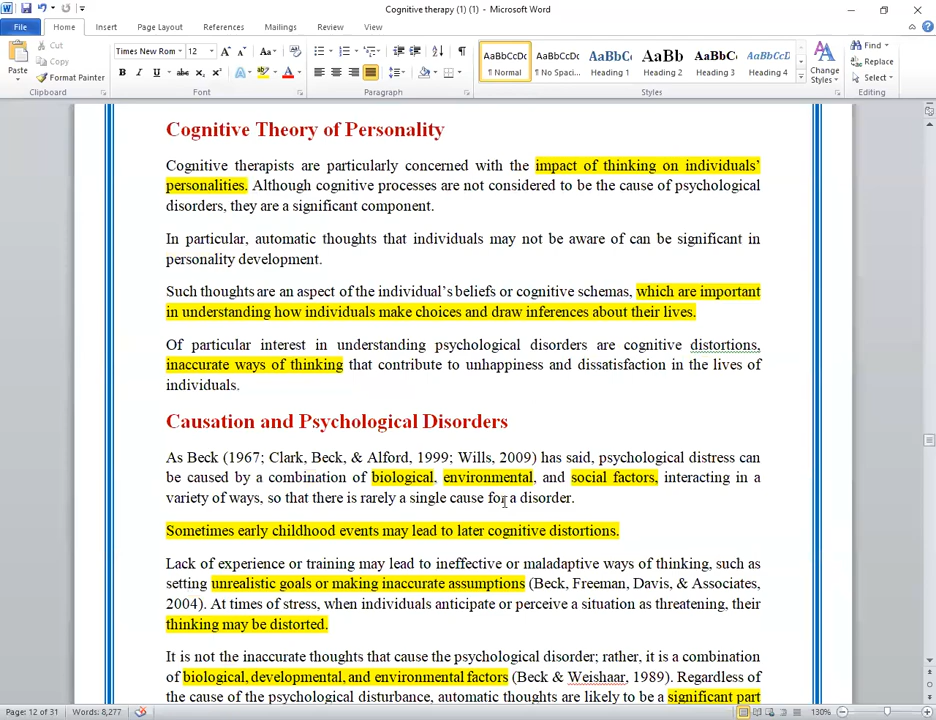 Cognitive therapy (1) (1) - Microsoft Word
File Home Insert Page Layout References Mailings Review View
Cut
Copy
Format Painter
Paste
Clipboard
Times New Rom 12
Font
Paragraph
AaBbCcDc AaBbCcDc AaBbC AaBb AaBbC AaBbCcD
¶ Normal ¶ No Spaci... Heading 1 Heading 2 Heading 3 Heading 4
Change
Styles
Styles
Find
Replace
Select
Editing
Cognitive Theory of Personality
Cognitive therapists are particularly concerned with the impact of thinking on individuals’
personalities. Although cognitive processes are not considered to be the cause of psychological
disorders, they are a significant component.
In particular, automatic thoughts that individuals may not be aware of can be significant in
personality development.
Such thoughts are an aspect of the individual’s beliefs or cognitive schemas, which are important
in understanding how individuals make choices and draw inferences about their lives.
Of particular interest in understanding psychological disorders are cognitive distortions,
inaccurate ways of thinking that contribute to unhappiness and dissatisfaction in the lives of
individuals.
Causation and Psychological Disorders
As Beck (1967; Clark, Beck, & Alford, 1999; Wills, 2009) has said, psychological distress can
be caused by a combination of biological, environmental, and social factors, interacting in a
variety of ways, so that there is rarely a single cause for a disorder.
Sometimes early childhood events may lead to later cognitive distortions.
Lack of experience or training may lead to ineffective or maladaptive ways of thinking, such as
setting unrealistic goals or making inaccurate assumptions (Beck, Freeman, Davis, & Associates,
2004). At times of stress, when individuals anticipate or perceive a situation as threatening, their
thinking may be distorted.
It is not the inaccurate thoughts that cause the psychological disorder; rather, it is a combination
of biological, developmental, and environmental factors (Beck & Weishaar, 1989). Regardless of
the cause of the psychological disturbance, automatic thoughts are likely to be a significant part
Page: 12 of 31 Words: 8,277 130%